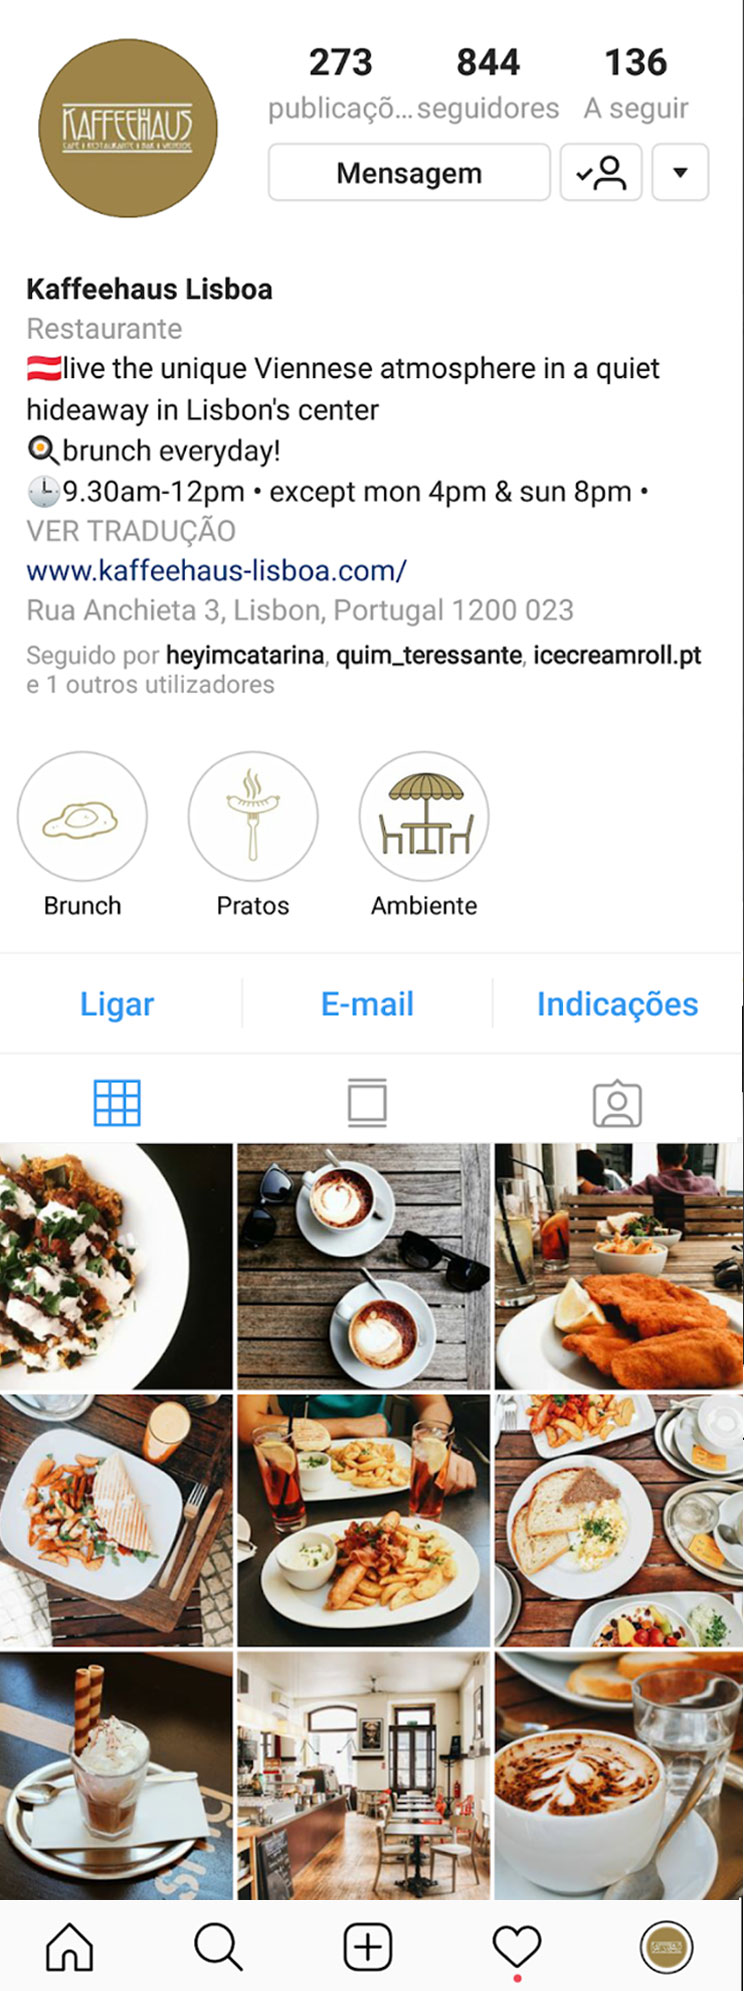 273 844 136
publicaçõ... seguidores A seguir
KAFFEEHAUS
CAFÉ I RESTAURANTE I BAR I
Mensagem
Kaffeehaus Lisboa
Restaurante
🇦🇹live the unique Viennese atmosphere in a quiet
hideaway in Lisbon's center
🍳brunch everyday!
🕒9.30am-12pm • except mon 4pm & sun 8pm •
VER TRADUÇÃO
www.kaffeehaus-lisboa.com/
Rua Anchieta 3, Lisbon, Portugal 1200 023
Seguido por heyimcatarina, quim_teressante, icecreamroll.pt
e 1 outros utilizadores
Brunch Pratos Ambiente
Ligar E-mail Indicações